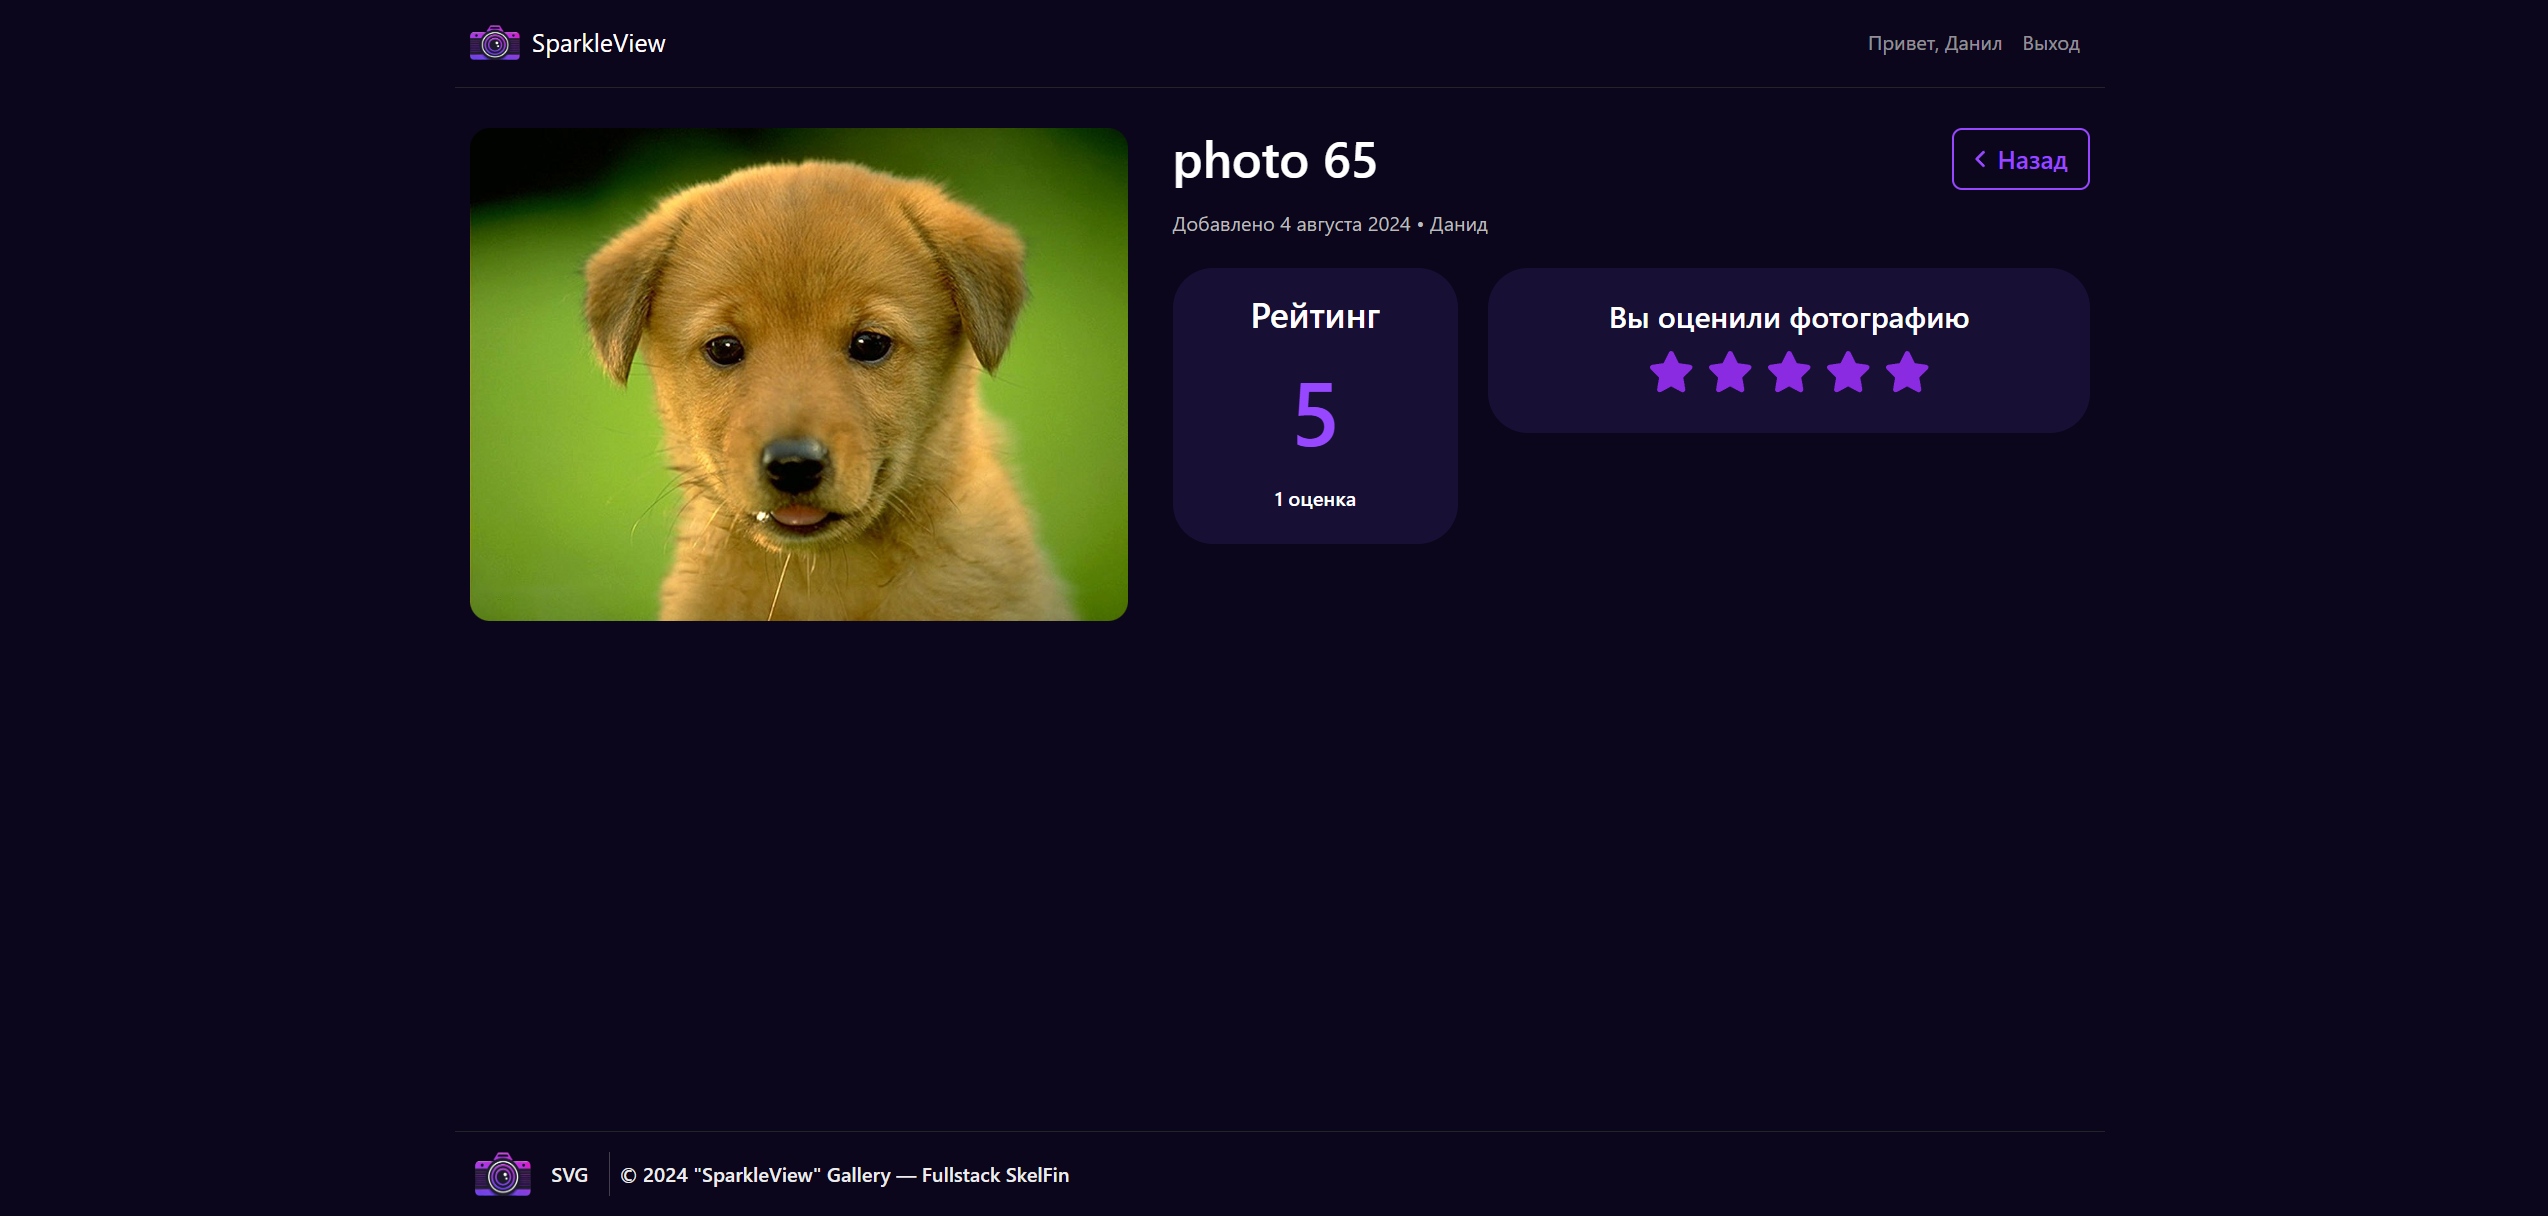 SparkleView
Привет, Данил Выход
photo 65
Назад
Добавлено 4 августа 2024 • Данид
Рейтинг
5
1 оценка
Вы оценили фотографию
SVG
© 2024 "SparkleView" Gallery — Fullstack SkelFin